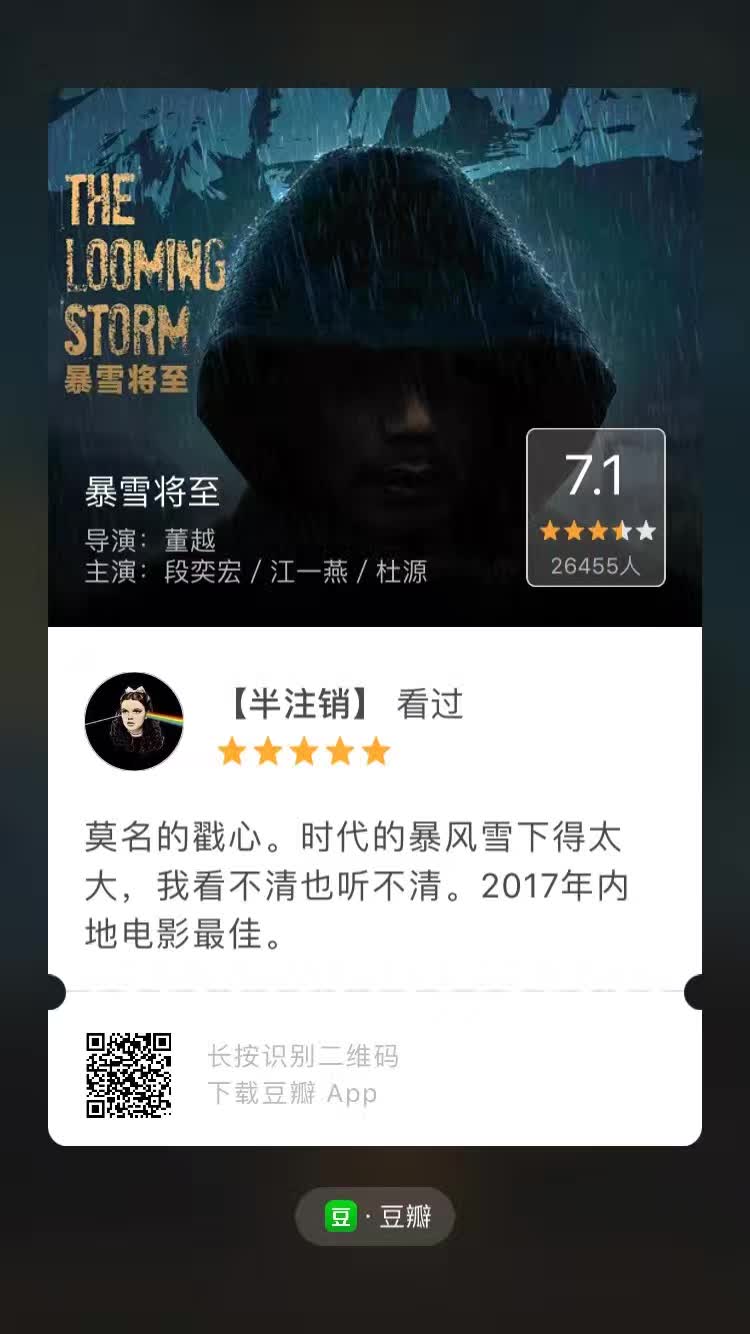 THE
LOOMING
STORM
暴雪将至
暴雪将至
导演：董越
主演：段奕宏 / 江一燕 / 杜源
7.1
26455人
【半注销】 看过
莫名的戳心。时代的暴风雪下得太
大，我看不清也听不清。2017年内
地电影最佳。
长按识别二维码
下载豆瓣 App
豆 · 豆瓣